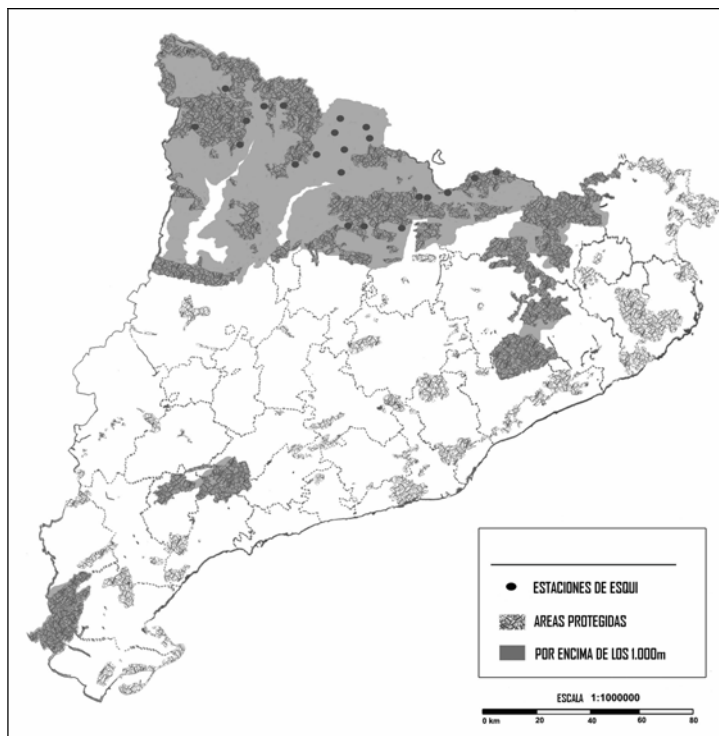 ESTACIONES DE ESQUI
AREAS PROTEGIDAS
POR ENCIMA DE LOS 1.000m
ESCALA 1:1000000
0 km 20 40 60 80